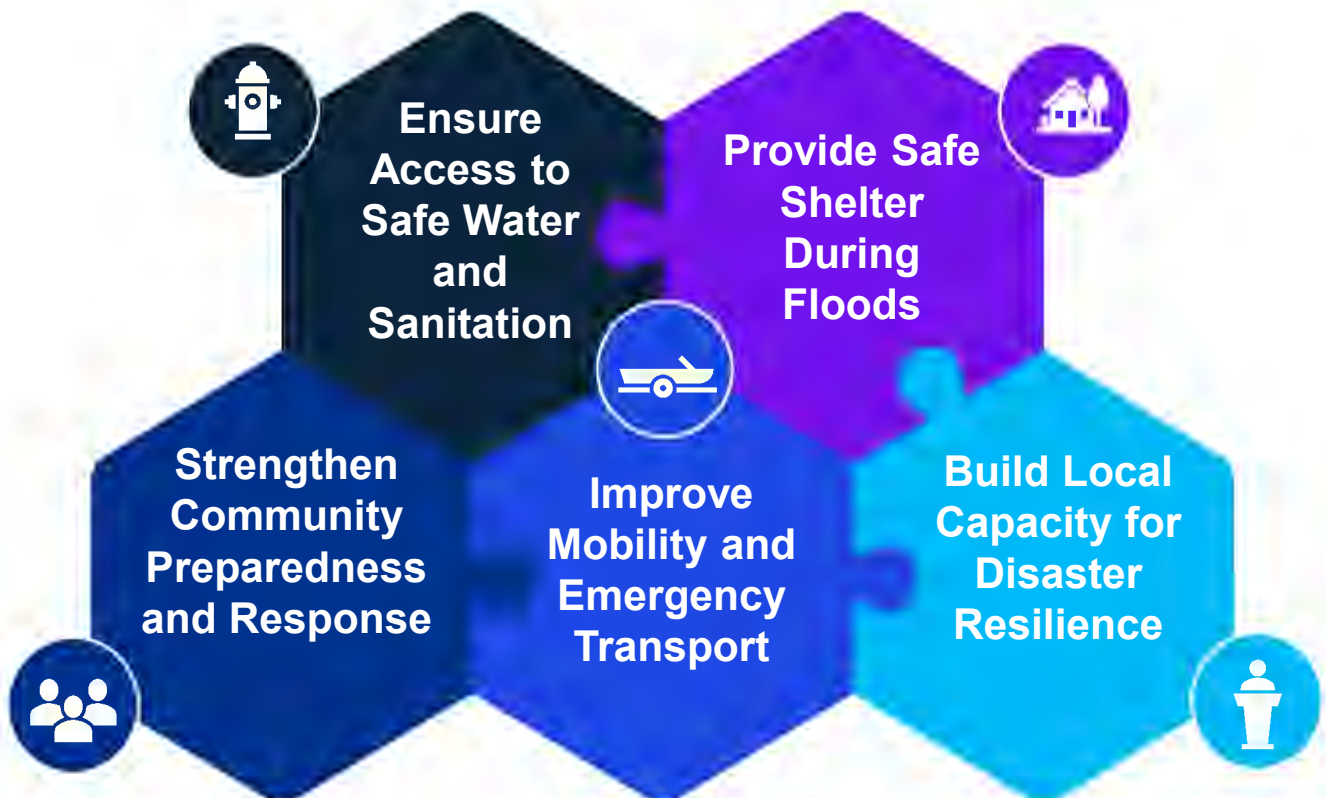 Ensure
Access to
Safe Water
and
Sanitation
Provide Safe
Shelter
During
Floods
Strengthen
Community
Preparedness
and Response
Improve
Mobility and
Emergency
Transport
Build Local
Capacity for
Disaster
Resilience